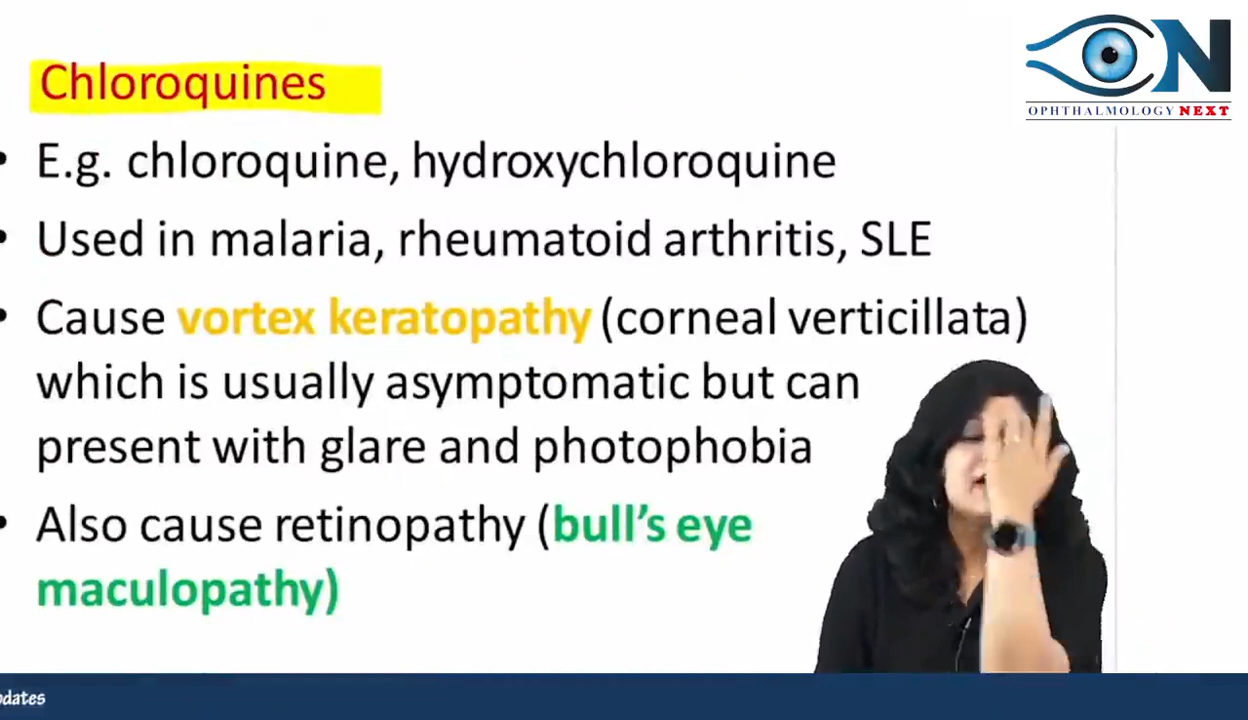 Chloroquines
ON
OPHTHALMOLOGY NEXT
• E.g. chloroquine, hydroxychloroquine
• Used in malaria, rheumatoid arthritis, SLE
• Cause vortex keratopathy (corneal verticillata)
which is usually asymptomatic but can
present with glare and photophobia
• Also cause retinopathy (bull’s eye
maculopathy)